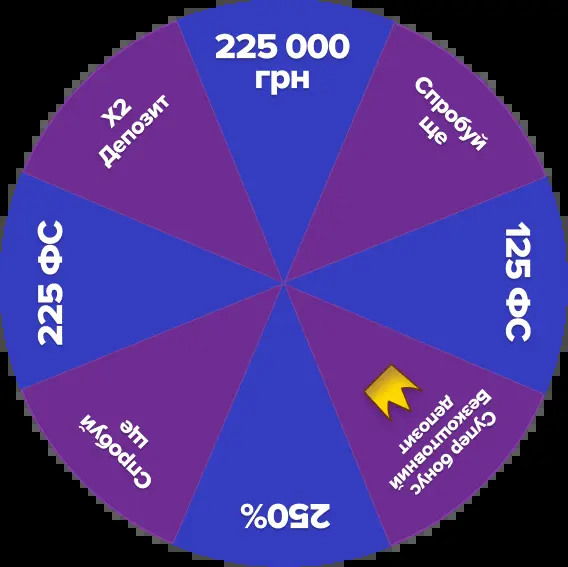 225 000
грн
Спробуй
ще
125 ФС
Супер бонус
Безкоштовний
депозит
250%
Спробуй
ще
225 ФС
X2
Депозит